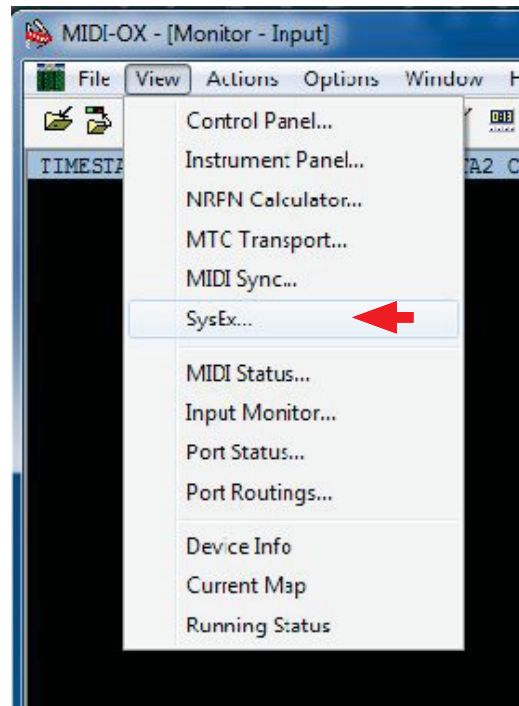 MIDI-OX - [Monitor - Input]
File View Actions Options Window H
TIMESTA TA2 C
Control Panel...
Instrument Panel...
NRPN Calculator...
MTC Transport...
MIDI Sync...
SysEx...
MIDI Status...
Input Monitor...
Port Status...
Port Routings...
Device Info
Current Map
Running Status